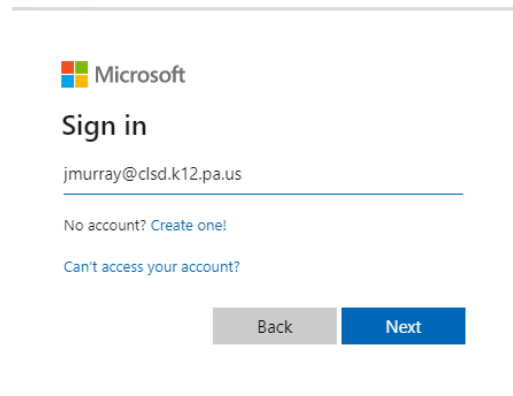 Microsoft
Sign in
jmurray@clsd.k12.pa.us
No account? Create one!
Can't access your account?
Back Next